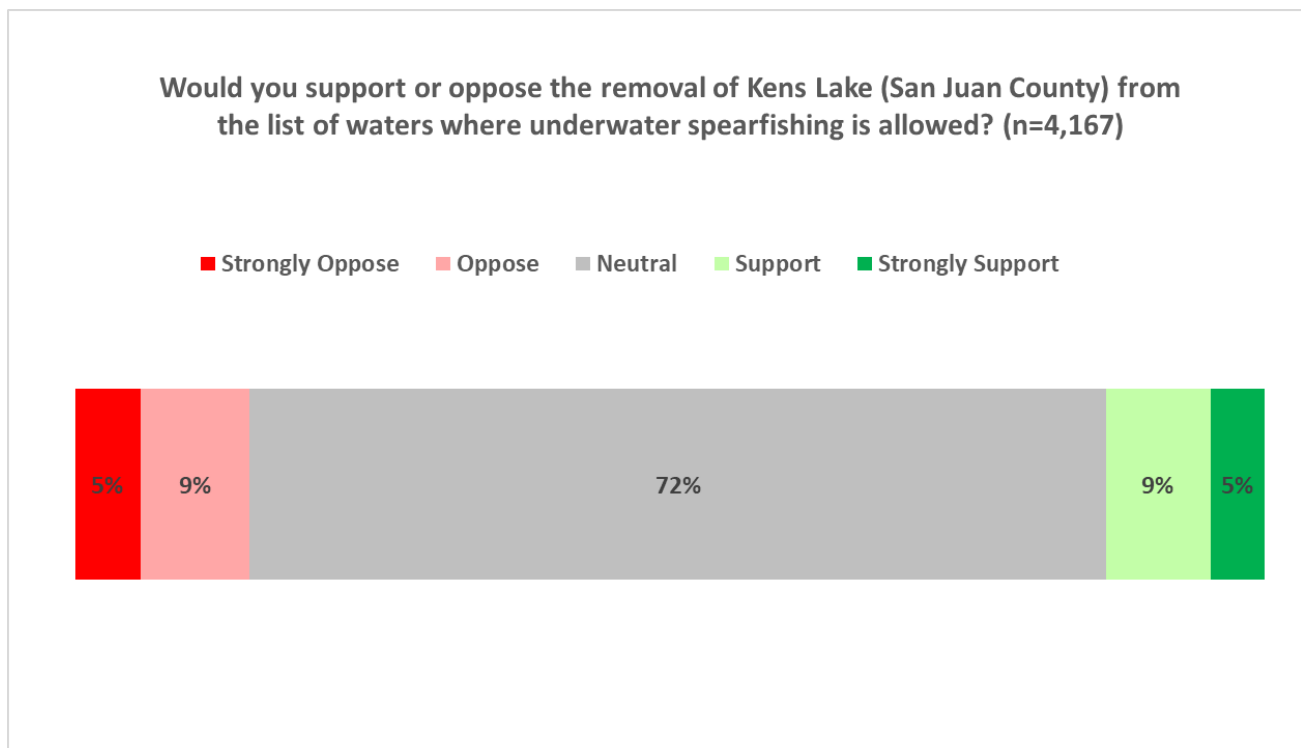 Would you support or oppose the removal of Kens Lake (San Juan County) from
the list of waters where underwater spearfishing is allowed? (n=4,167)
Strongly Oppose Oppose Neutral Support Strongly Support
5% 9% 72% 9% 5%